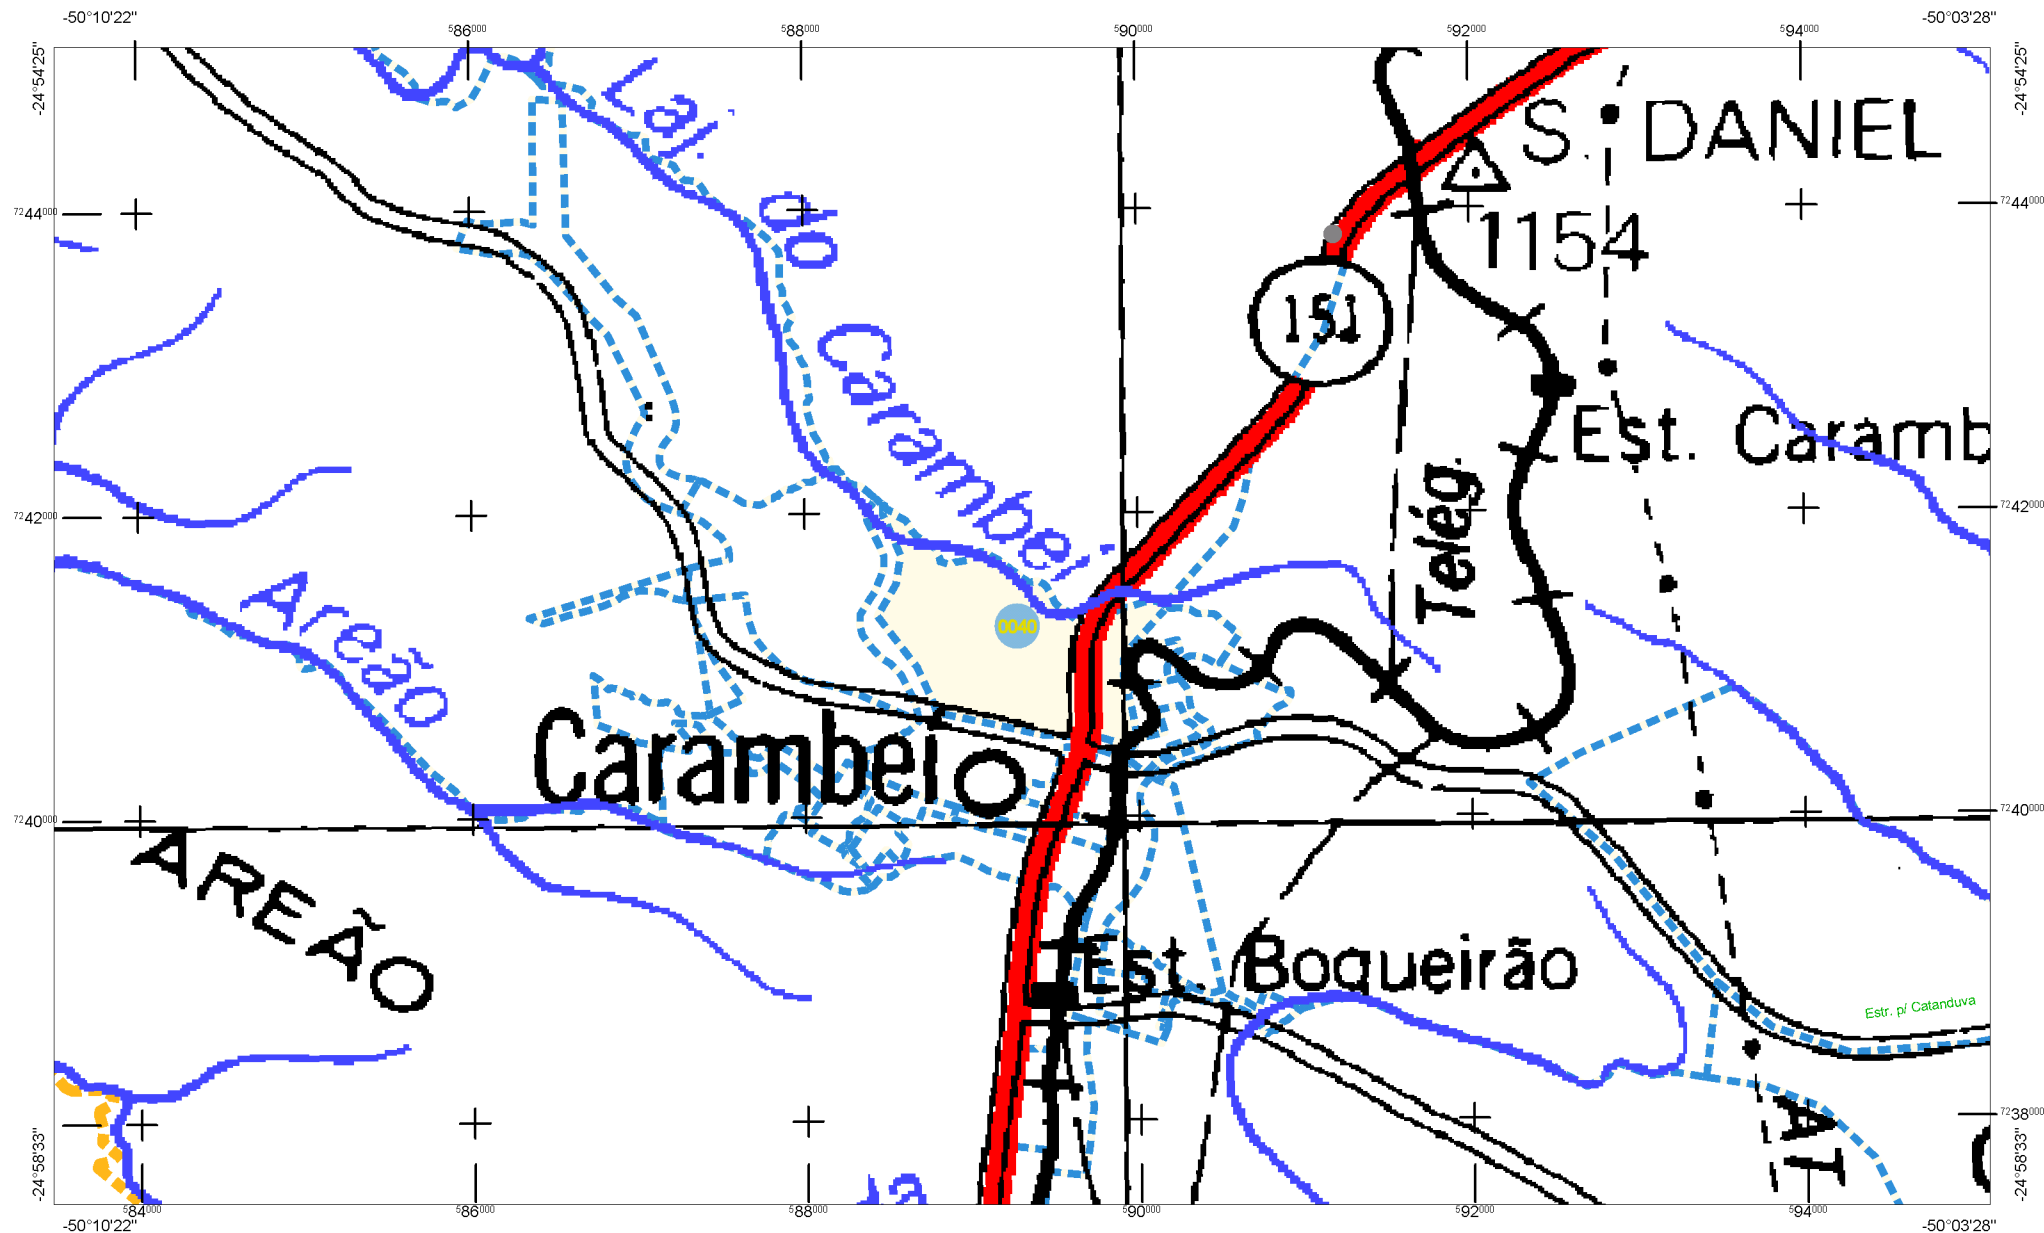 -50°10'22"
-50°03'28"
586000
588000
590000
592000
594000
-24°54'25"
-24°54'25"
Laj.
do
Carambeí
S. DANIEL
1154
7244000
7244000
151
Est. Caramb
Teleg.
7242000
7242000
Areão
0040
Carambeí
7240000
7240000
AREÃO
Est. Boqueirão
Estr. p/ Catanduva
7238000
-24°58'33"
-24°58'33"
584000
586000
588000
590000
592000
594000
-50°10'22"
-50°03'28"